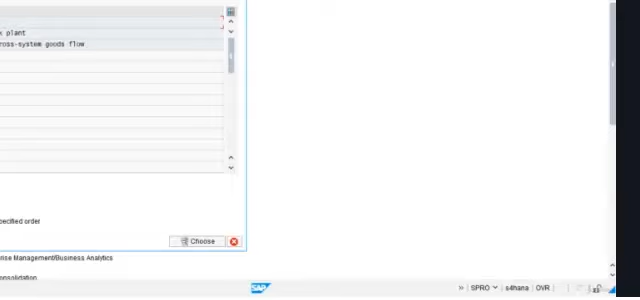 k plant
ross-system goods flow
pecified order
Choose
rise Management/Business Analytics
onsolidation
SAP SPRO s4hana OVR